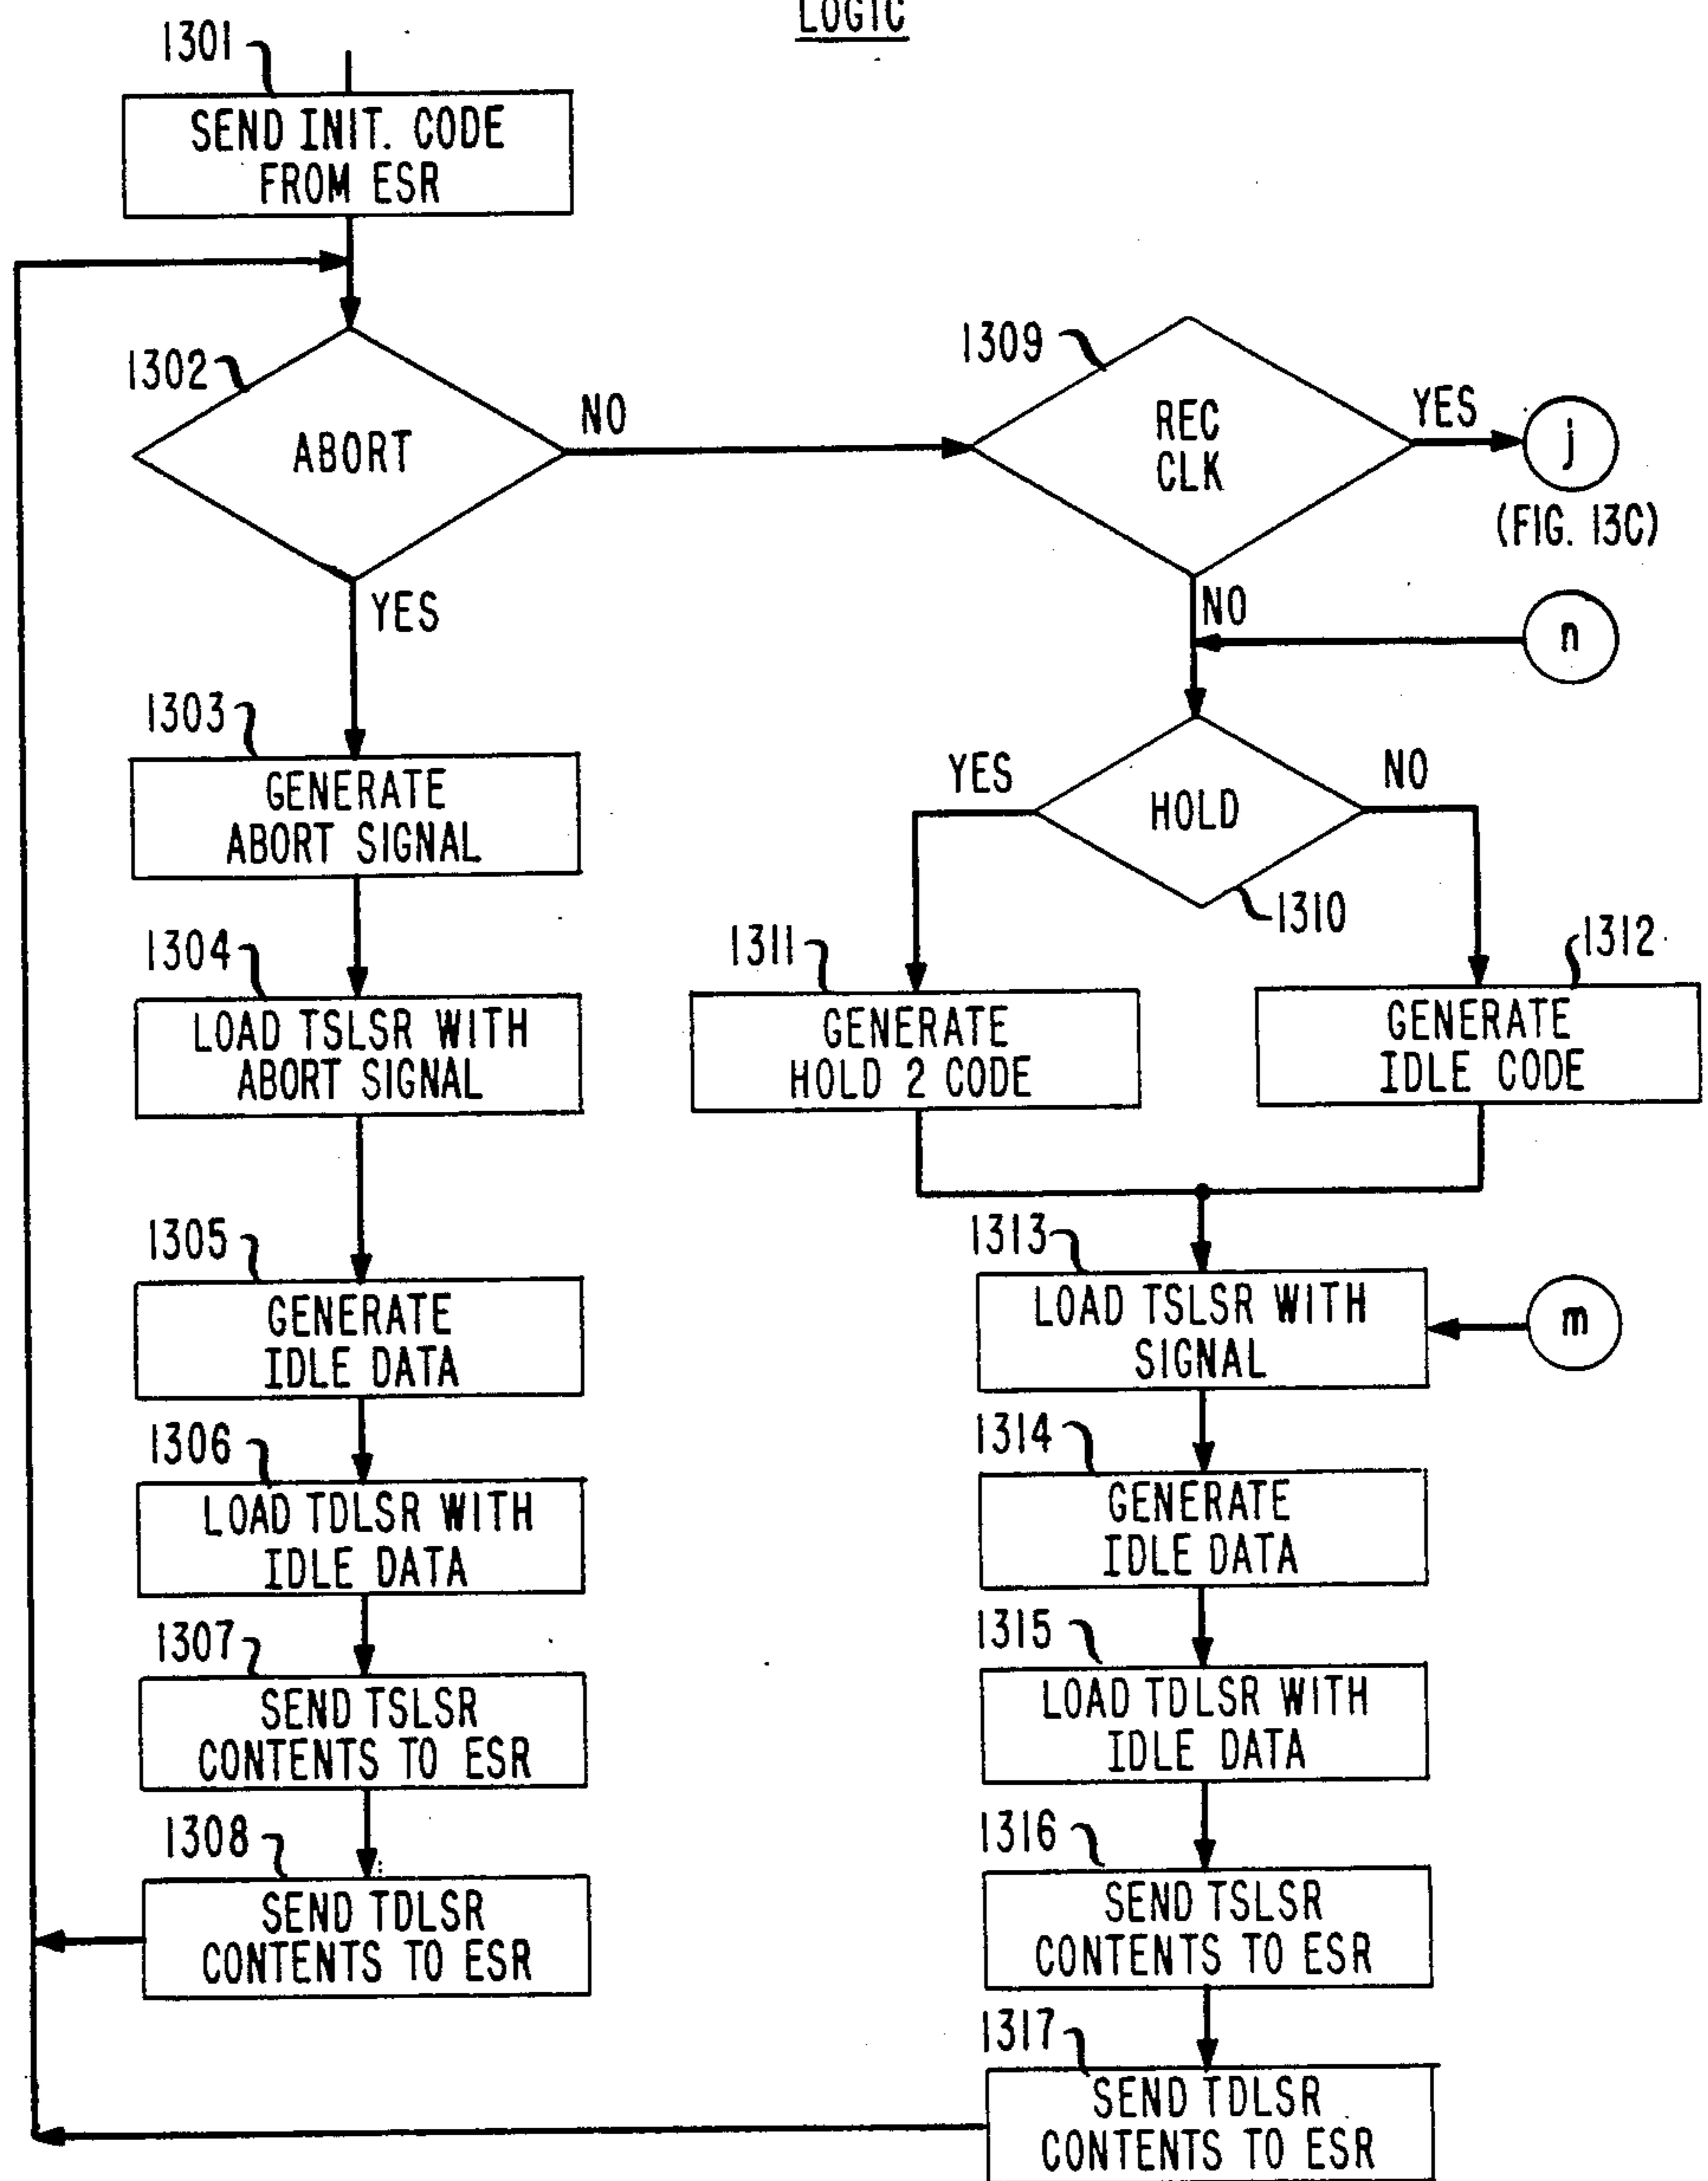 LOGIC
1301
SEND INIT. CODE
FROM ESR
1302
ABORT
NO
YES
1309
REC
CLK
YES
j
(FIG. 13C)
NO
n
1303
GENERATE
ABORT SIGNAL
YES
HOLD
NO
1310
1304
LOAD TSLSR WITH
ABORT SIGNAL
1311
GENERATE
HOLD 2 CODE
1312
GENERATE
IDLE CODE
1305
GENERATE
IDLE DATA
1313
LOAD TSLSR WITH
SIGNAL
m
1306
LOAD TDLSR WITH
IDLE DATA
1314
GENERATE
IDLE DATA
1307
SEND TSLSR
CONTENTS TO ESR
1315
LOAD TDLSR WITH
IDLE DATA
1308
SEND TDLSR
CONTENTS TO ESR
1316
SEND TSLSR
CONTENTS TO ESR
1317
SEND TDLSR
CONTENTS TO ESR